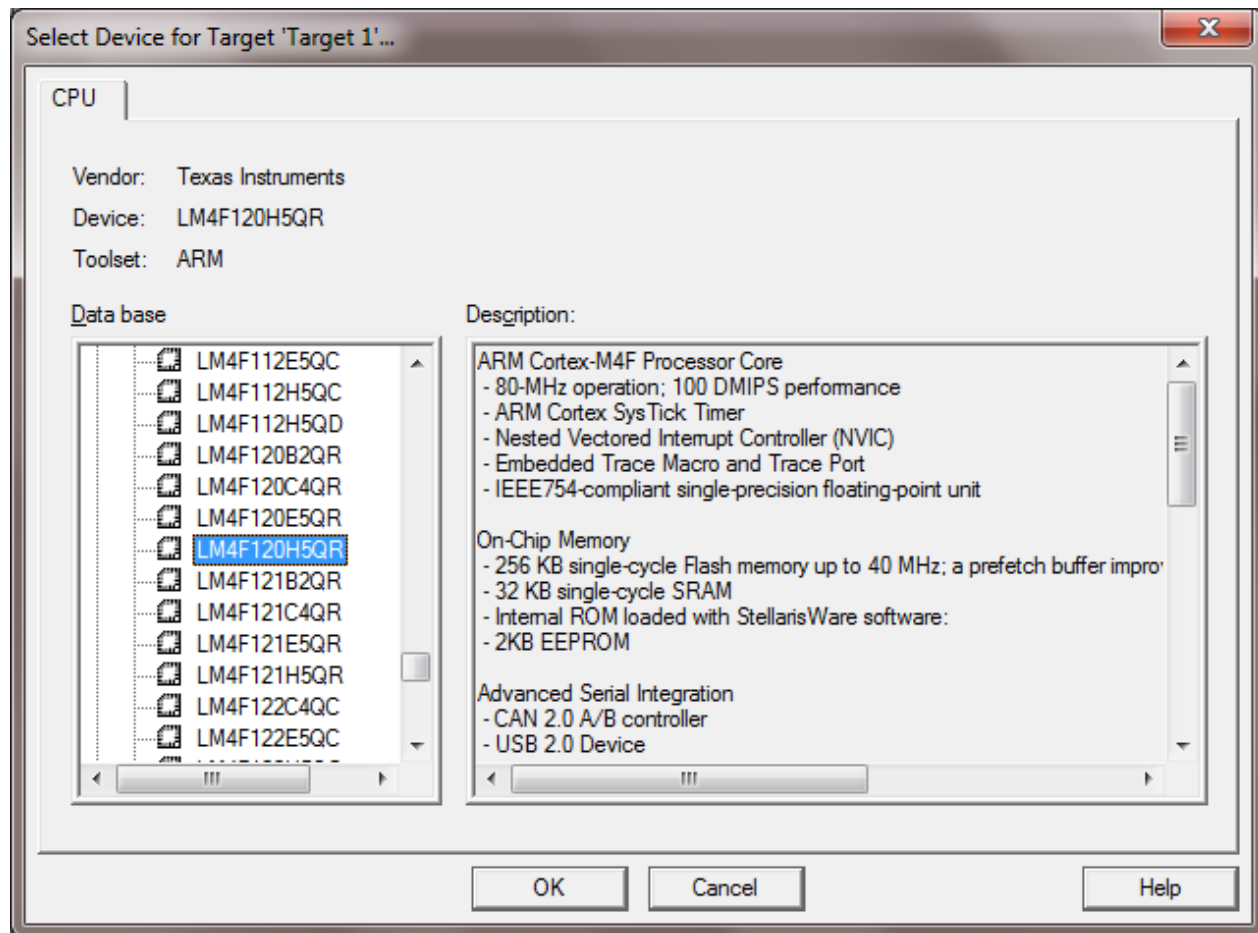 Select Device for Target 'Target 1'...
CPU
Vendor: Texas Instruments
Device: LM4F120H5QR
Toolset: ARM
Data base
LM4F112E5QC
LM4F112H5QC
LM4F112H5QD
LM4F120B2QR
LM4F120C4QR
LM4F120E5QR
LM4F120H5QR
LM4F121B2QR
LM4F121C4QR
LM4F121E5QR
LM4F121H5QR
LM4F122C4QC
LM4F122E5QC
Description:
ARM Cortex-M4F Processor Core
- 80-MHz operation; 100 DMIPS performance
- ARM Cortex SysTick Timer
- Nested Vectored Interrupt Controller (NVIC)
- Embedded Trace Macro and Trace Port
- IEEE754-compliant single-precision floating-point unit
On-Chip Memory
- 256 KB single-cycle Flash memory up to 40 MHz; a prefetch buffer improv
- 32 KB single-cycle SRAM
- Internal ROM loaded with StellarisWare software:
- 2KB EEPROM
Advanced Serial Integration
- CAN 2.0 A/B controller
- USB 2.0 Device
OK Cancel Help